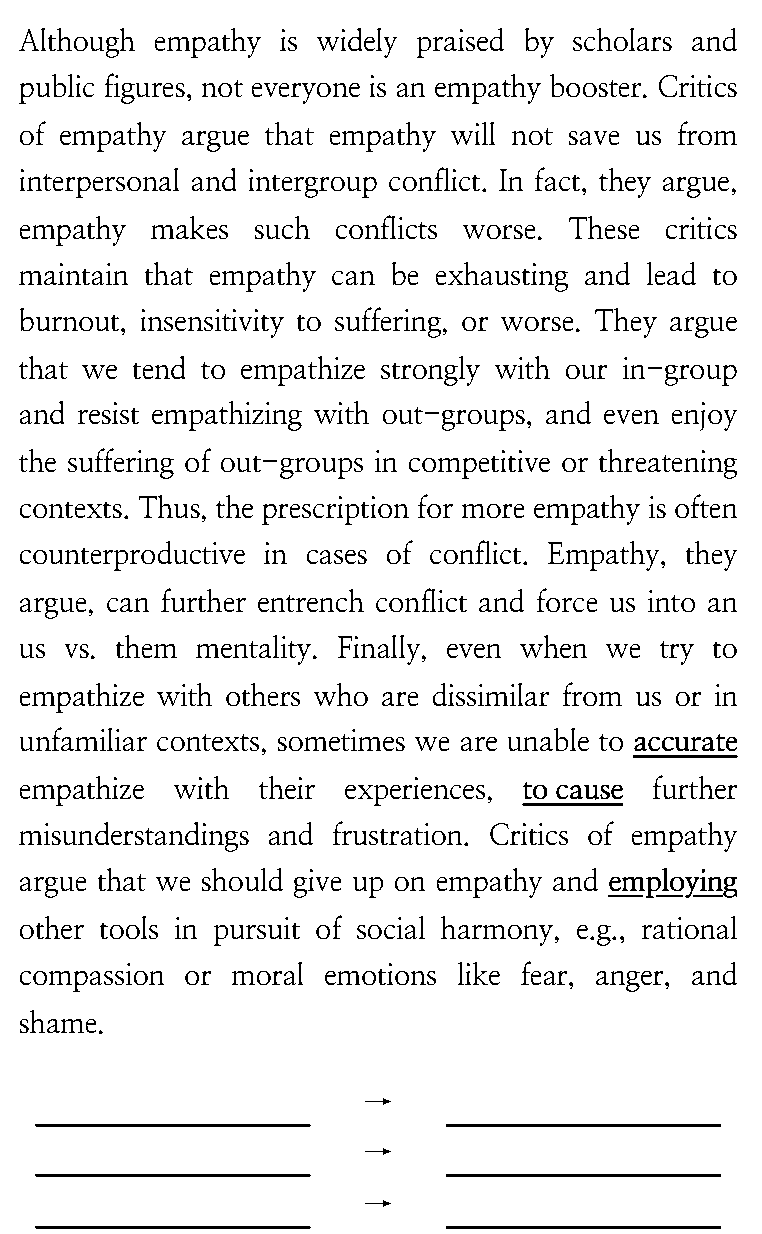 Although empathy is widely praised by scholars and
public figures, not everyone is an empathy booster. Critics
of empathy argue that empathy will not save us from
interpersonal and intergroup conflict. In fact, they argue,
empathy makes such conflicts worse. These critics
maintain that empathy can be exhausting and lead to
burnout, insensitivity to suffering, or worse. They argue
that we tend to empathize strongly with our in-group
and resist empathizing with out-groups, and even enjoy
the suffering of out-groups in competitive or threatening
contexts. Thus, the prescription for more empathy is often
counterproductive in cases of conflict. Empathy, they
argue, can further entrench conflict and force us into an
us vs. them mentality. Finally, even when we try to
empathize with others who are dissimilar from us or in
unfamiliar contexts, sometimes we are unable to accurate
empathize with their experiences, to cause further
misunderstandings and frustration. Critics of empathy
argue that we should give up on empathy and employing
other tools in pursuit of social harmony, e.g., rational
compassion or moral emotions like fear, anger, and
shame.
→
→
→